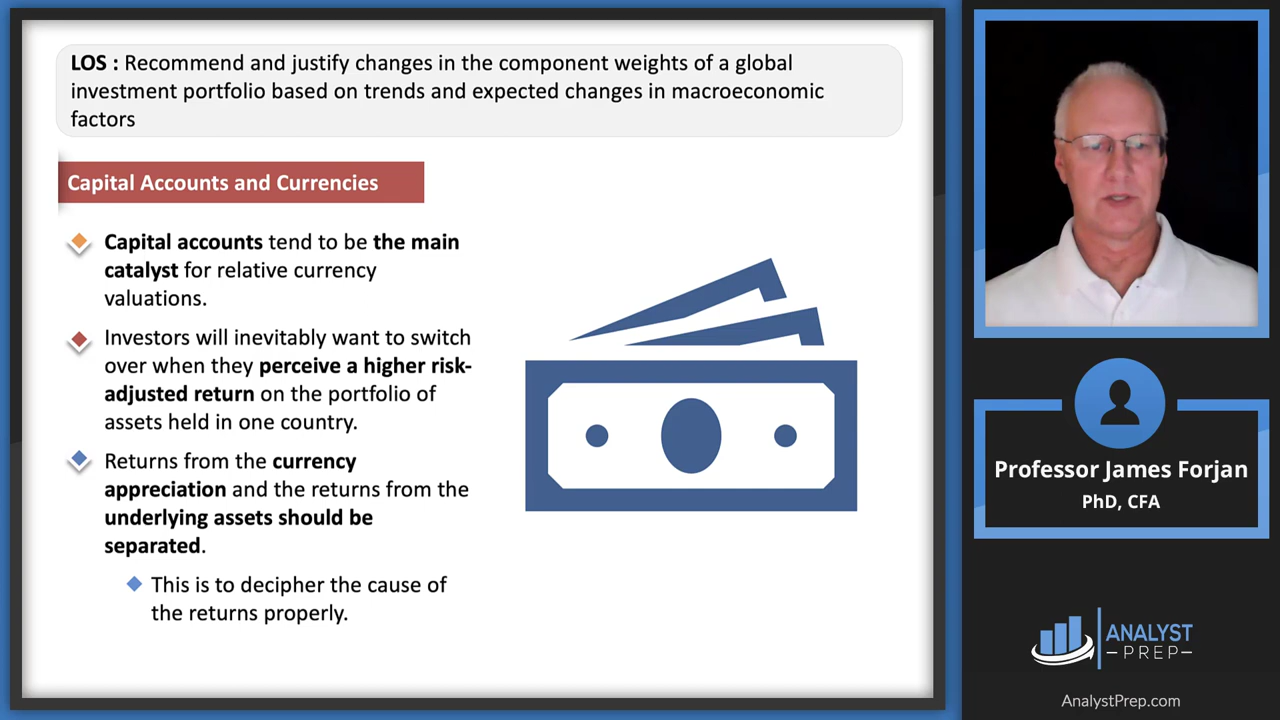 LOS : Recommend and justify changes in the component weights of a global
investment portfolio based on trends and expected changes in macroeconomic
factors
Capital Accounts and Currencies
Capital accounts tend to be the main
catalyst for relative currency
valuations.
Investors will inevitably want to switch
over when they perceive a higher risk-
adjusted return on the portfolio of
assets held in one country.
Returns from the currency
appreciation and the returns from the
underlying assets should be
separated.
This is to decipher the cause of
the returns properly.
Professor James Forjan
PhD, CFA
ANALYST
PREP
AnalystPrep.com